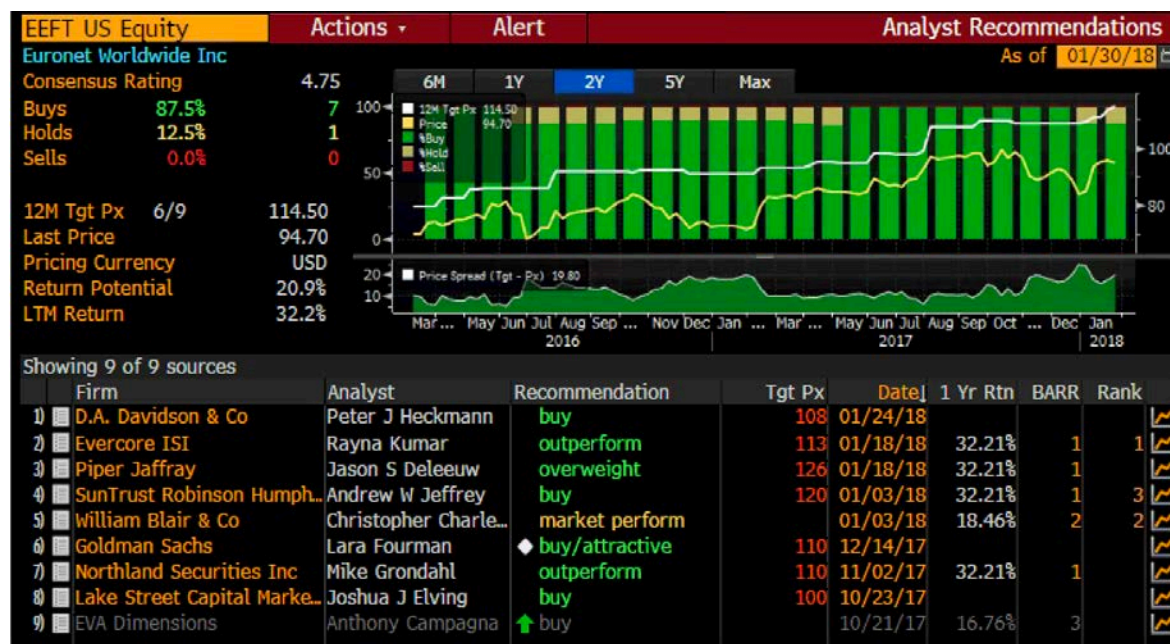 EEFT US Equity Actions ▾ Alert Analyst Recommendations
Euronet Worldwide Inc As of 01/30/18
Consensus Rating 4.75 6M 1Y 2Y 5Y Max
Buys 87.5% 7
Holds 12.5% 1
Sells 0.0% 0
12M Tgt Px 6/9 114.50
Last Price 94.70
Pricing Currency USD
Return Potential 20.9%
LTM Return 32.2%
12M Tgt Px 114.50
Price 94.70
%Buy
%Hold
%Sell
100
50
0
100
80
Price Spread (Tgt - Px) 19.80
20
10
Mar ... May Jun Jul Aug Sep ... Nov Dec Jan ... Mar ... May Jun Jul Aug Sep Oct ... Dec Jan
2016 2017 2018
Showing 9 of 9 sources
Firm Analyst Recommendation Tgt Px Date↓ 1 Yr Rtn BARR Rank
1) D.A. Davidson & Co Peter J Heckmann buy 108 01/24/18
2) Evercore ISI Rayna Kumar outperform 113 01/18/18 32.21% 1 1
3) Piper Jaffray Jason S Deleeuw overweight 126 01/18/18 32.21% 1
4) SunTrust Robinson Humph... Andrew W Jeffrey buy 120 01/03/18 32.21% 1 3
5) William Blair & Co Christopher Charle... market perform 01/03/18 18.46% 2 2
6) Goldman Sachs Lara Fourman buy/attractive 110 12/14/17
7) Northland Securities Inc Mike Grondahl outperform 110 11/02/17 32.21% 1
8) Lake Street Capital Marke... Joshua J Elving buy 100 10/23/17
9) EVA Dimensions Anthony Campagna buy 10/21/17 16.76% 3